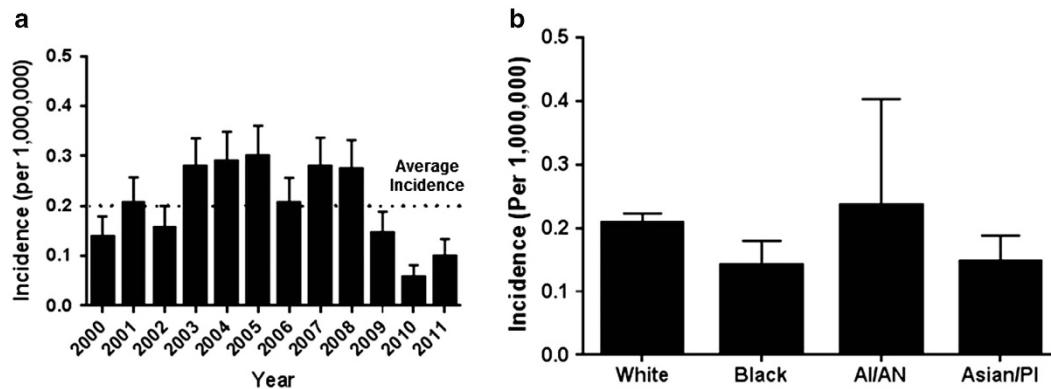 a
Incidence (per 1,000,000)
0.5
0.4
0.3
0.2
0.1
0.0
Average
Incidence
2000
2001
2002
2003
2004
2005
2006
2007
2008
2009
2010
2011
Year
b
Incidence (Per 1,000,000)
0.5
0.4
0.3
0.2
0.1
0.0
White
Black
AI/AN
Asian/PI